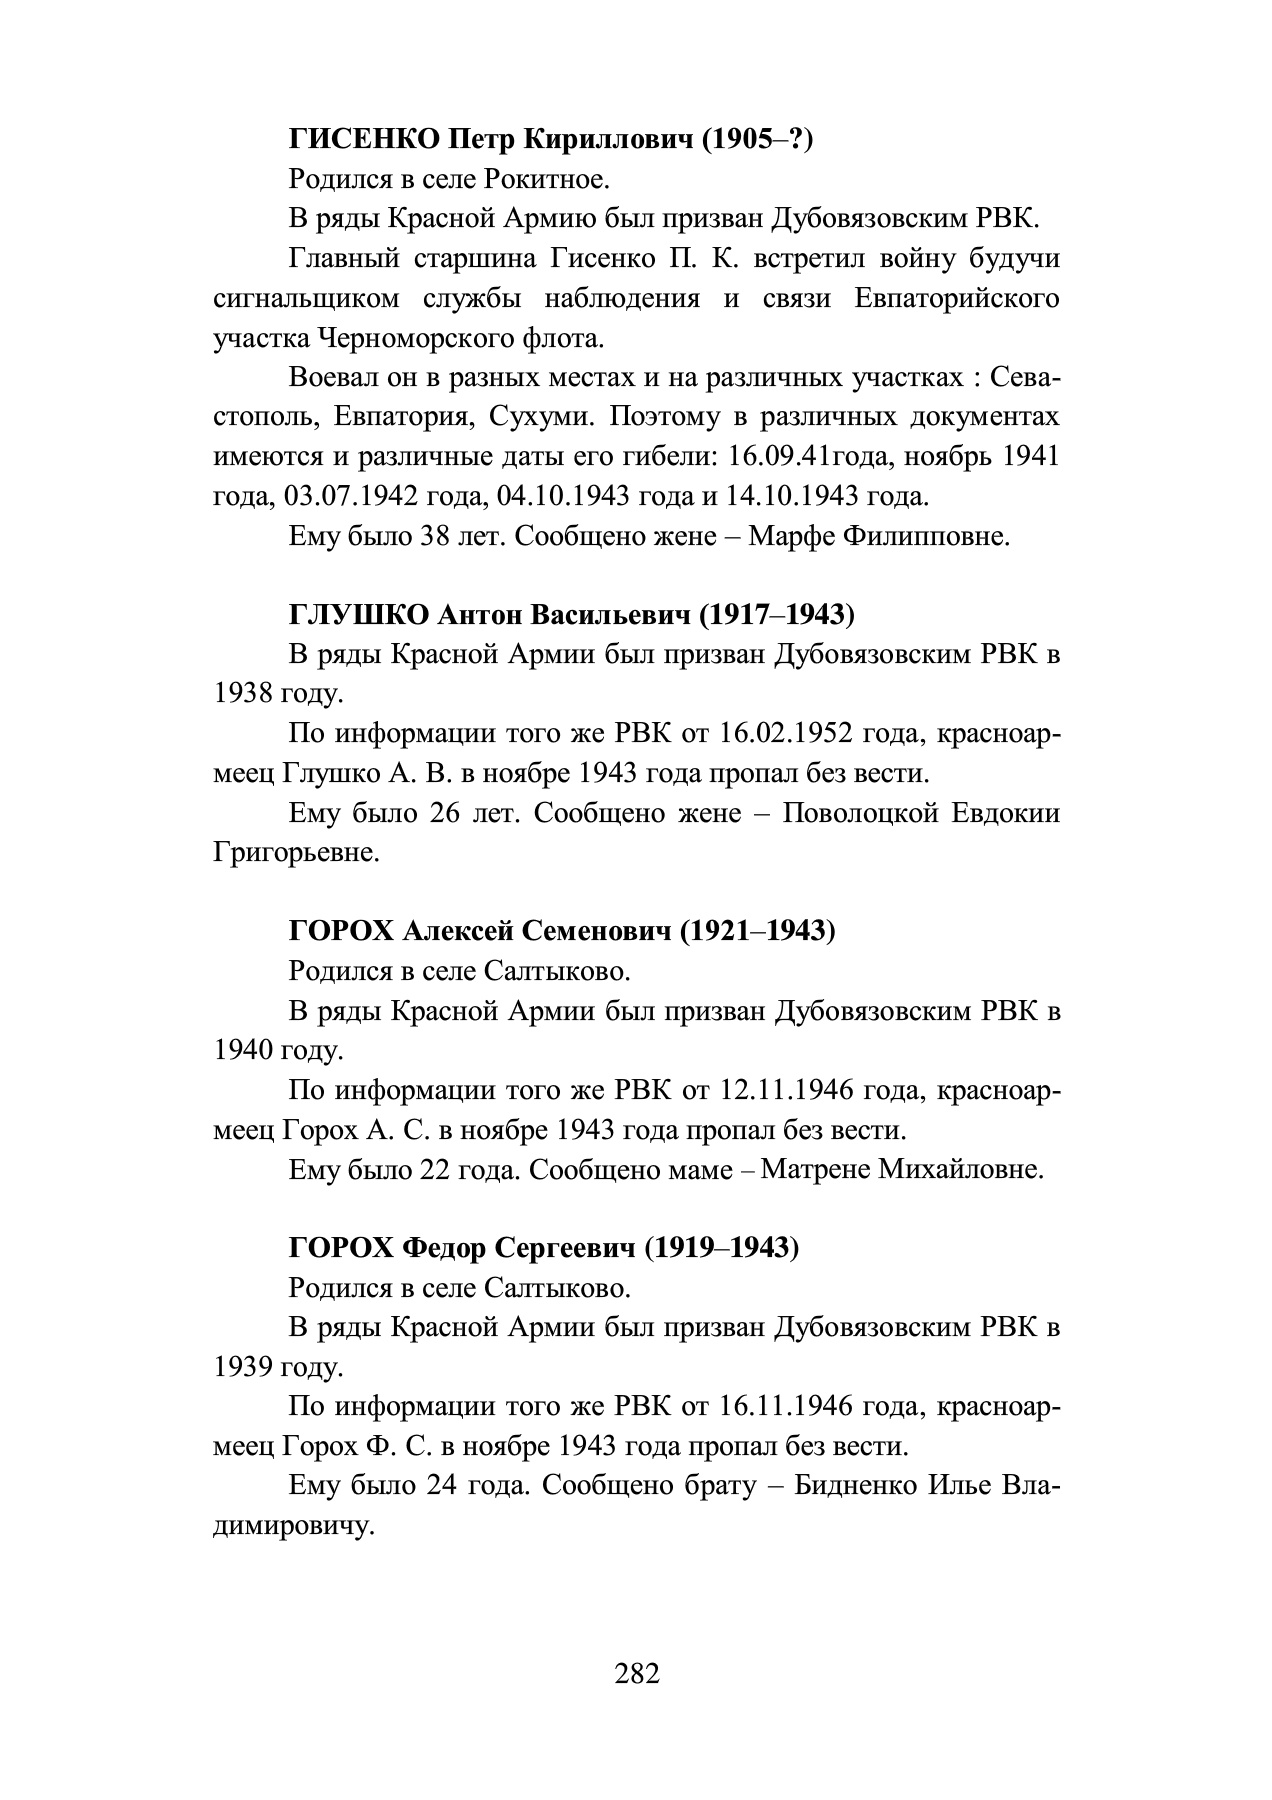 ГИСЕНКО Петр Кириллович (1905–?)
Родился в селе Рокитное.
В ряды Красной Армию был призван Дубовязовским РВК.
Главный старшина Гисенко П. К. встретил войну будучи
сигнальщиком службы наблюдения и связи Евпаторийского
участка Черноморского флота.
Воевал он в разных местах и на различных участках : Сева-
стополь, Евпатория, Сухуми. Поэтому в различных документах
имеются и различные даты его гибели: 16.09.41года, ноябрь 1941
года, 03.07.1942 года, 04.10.1943 года и 14.10.1943 года.
Ему было 38 лет. Сообщено жене – Марфе Филипповне.
ГЛУШКО Антон Васильевич (1917–1943)
В ряды Красной Армии был призван Дубовязовским РВК в
1938 году.
По информации того же РВК от 16.02.1952 года, красноар-
меец Глушко А. В. в ноябре 1943 года пропал без вести.
Ему было 26 лет. Сообщено жене – Поволоцкой Евдокии
Григорьевне.
ГОРОХ Алексей Семенович (1921–1943)
Родился в селе Салтыково.
В ряды Красной Армии был призван Дубовязовским РВК в
1940 году.
По информации того же РВК от 12.11.1946 года, красноар-
меец Горох А. С. в ноябре 1943 года пропал без вести.
Ему было 22 года. Сообщено маме – Матрене Михайловне.
ГОРОХ Федор Сергеевич (1919–1943)
Родился в селе Салтыково.
В ряды Красной Армии был призван Дубовязовским РВК в
1939 году.
По информации того же РВК от 16.11.1946 года, красноар-
меец Горох Ф. С. в ноябре 1943 года пропал без вести.
Ему было 24 года. Сообщено брату – Бидненко Илье Вла-
димировичу.
282